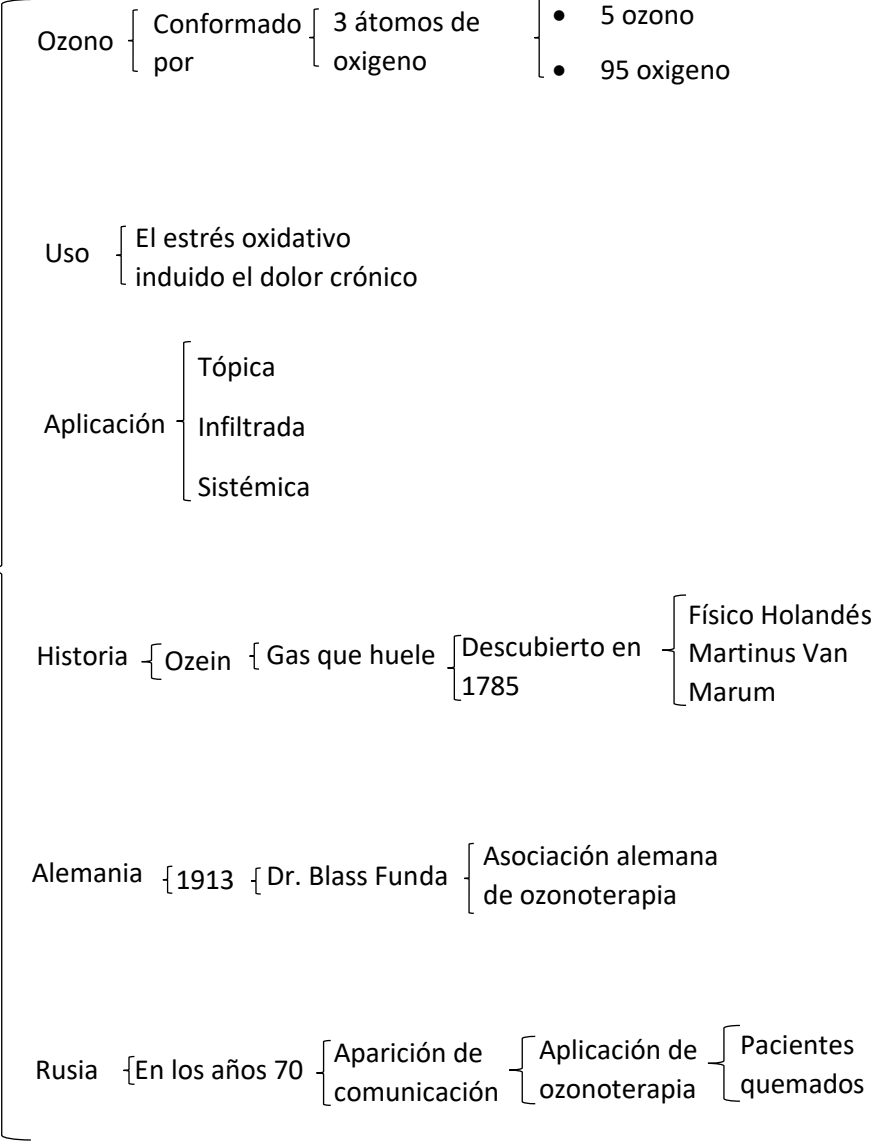 Ozono
Conformado
por
3 átomos de
oxigeno
• 5 ozono
• 95 oxigeno
Uso
El estrés oxidativo
induido el dolor crónico
Aplicación
Tópica
Infiltrada
Sistémica
Historia
Ozein
Gas que huele
Descubierto en
1785
Físico Holandés
Martinus Van
Marum
Alemania
1913
Dr. Blass Funda
Asociación alemana
de ozonoterapia
Rusia
En los años 70
Aparición de
comunicación
Aplicación de
ozonoterapia
Pacientes
quemados